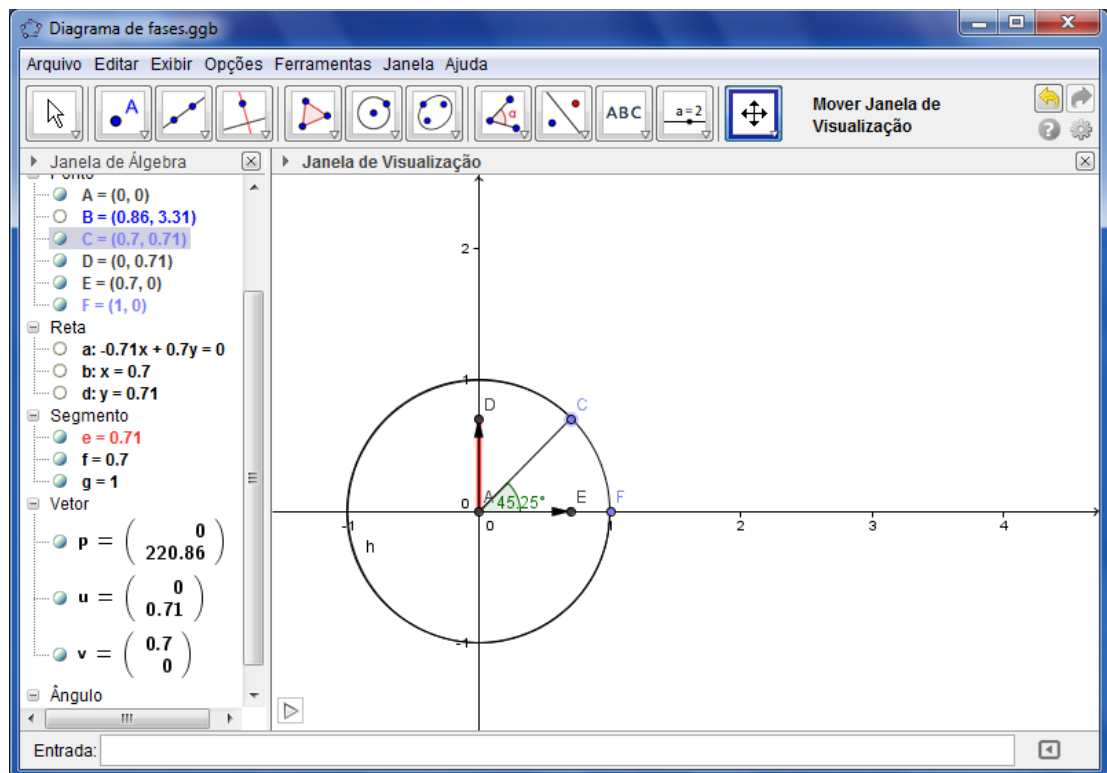 Diagrama de fases.ggb
Arquivo Editar Exibir Opções Ferramentas Janela Ajuda
A
α
ABC
a=2
Mover Janela de
Visualização
Janela de Álgebra
Janela de Visualização
Ponto
A = (0, 0)
B = (0.86, 3.31)
C = (0.7, 0.71)
D = (0, 0.71)
E = (0.7, 0)
F = (1, 0)
Reta
a: -0.71x + 0.7y = 0
b: x = 0.7
d: y = 0.71
Segmento
e = 0.71
f = 0.7
g = 1
Vetor
p = ( 0
220.86 )
u = ( 0
0.71 )
v = ( 0.7
0 )
Ângulo
2
1
D
C
0
A
45.25°
E
F
-1
0
1
2
3
4
h
-1
Entrada: